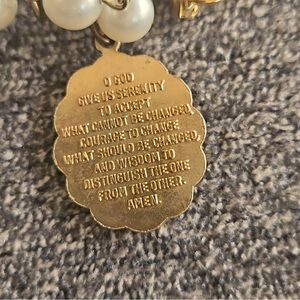 O GOD
GIVE US SERENITY
TO ACCEPT
WHAT CANNOT BE CHANGED,
COURAGE TO CHANGE
WHAT SHOULD BE CHANGED,
AND WISDOM TO
DISTINGUISH THE ONE
FROM THE OTHER.
AMEN.